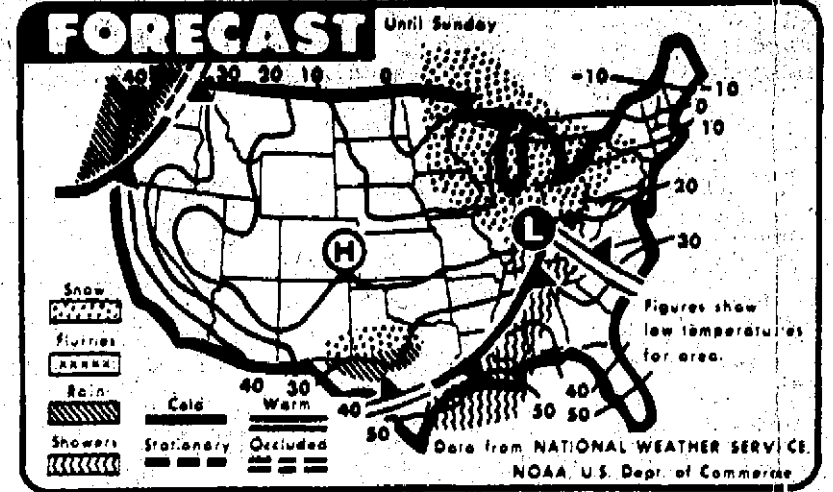 FORECAST
Until Sunday
40 30 20 10 0 -10 -10
0
10
20
H
L
30
Snow
Figures show
low temperatures
for area.
Flurries
Rain
Cold
Warm
40 30
40
50
50
40
50
Showers
Stationary
Occluded
Data from NATIONAL WEATHER SERVICE,
NOAA, U.S. Dept. of Commerce